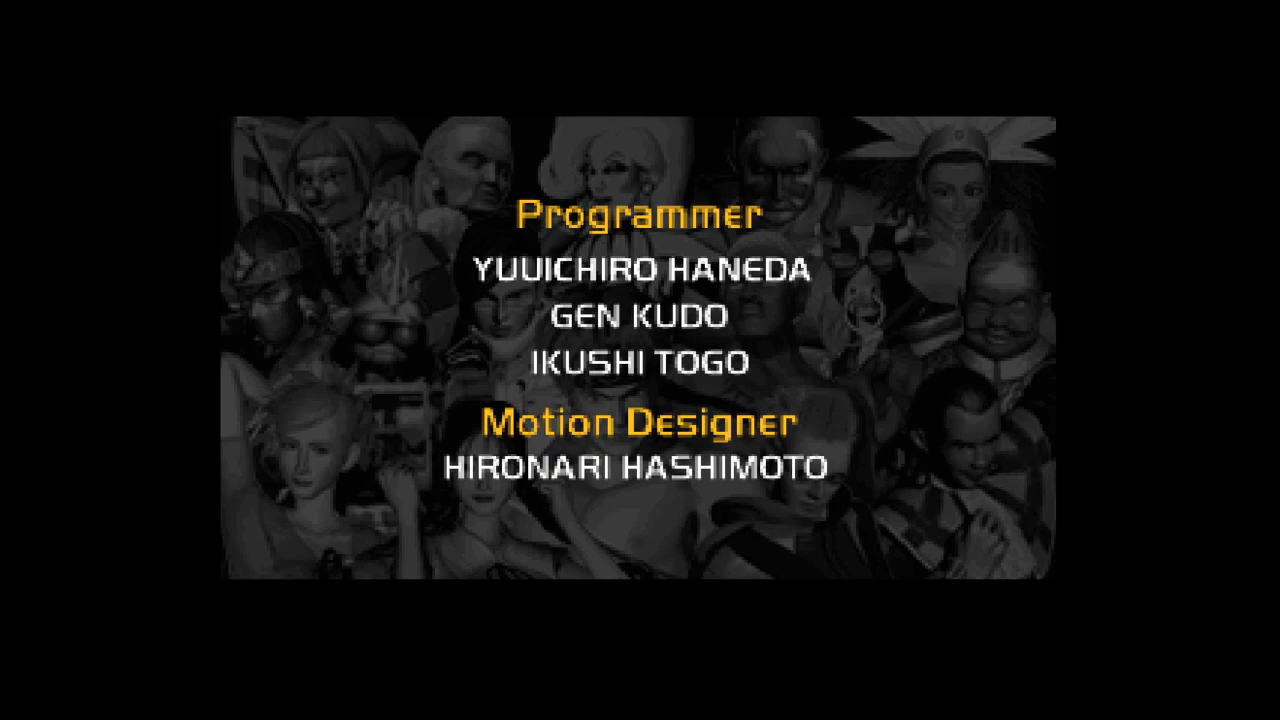 Programmer
YUUICHIRO HANEDA
GEN KUDO
IKUSHI TOGO
Motion Designer
HIRONARI HASHIMOTO